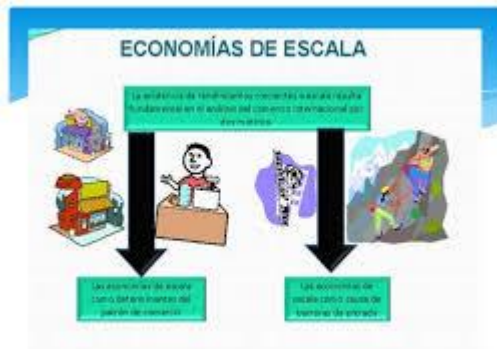 ECONOMÍAS DE ESCALA
La existencia de rendimientos crecientes a escala resulta
fundamental en el análisis del comercio internacional por
dos motivos:
Las economías de escala
como determinantes del
patrón de comercio
Las economías de
escala como causa de
barreras de entrada